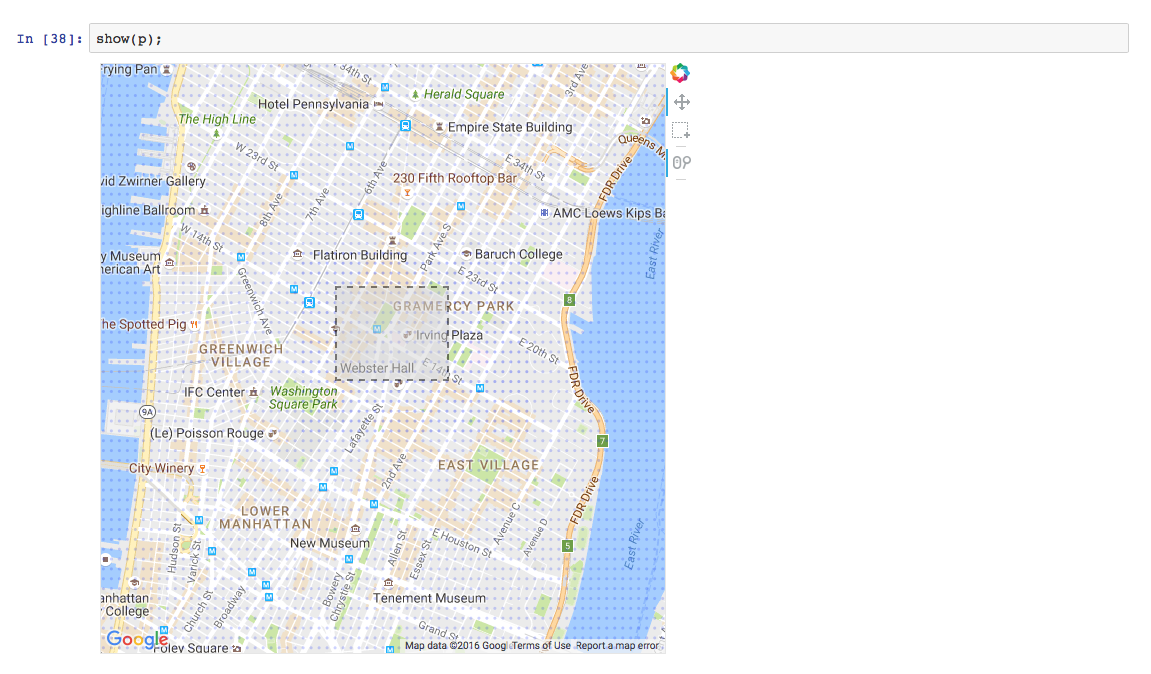 In [38]: show(p);
Frying Pan
W 34th St
3rd Ave
Herald Square
Hotel Pennsylvania
The High Line
Empire State Building
Queens M
W 23rd St
E 34th St
FDR Drive
230 Fifth Rooftop Bar
6th Ave
vid Zwirner Gallery
7th Ave
8th Ave
ighline Ballroom
AMC Loews Kips Ba
W 14th St
Park Ave S
East River
y Museum
nerican Art
Flatiron Building
Baruch College
E 23rd St
Greenwich Ave
8
GRAMERCY PARK
he Spotted Pig
Irving Plaza
GREENWICH
VILLAGE
E 20th St
Webster Hall
E 14th St
IFC Center
Washington
Square Park
FDR Drive
9A
Lafayette St
(Le) Poisson Rouge
7
City Winery
2nd Ave
EAST VILLAGE
FDR Drive
LOWER
MANHATTAN
Avenue C
Avenue D
Hudson St
Varick St
New Museum
Allen St
Essex St
E Houston St
5
East River
anhattan
y College
Church St
Broadway
Bowery
Chrystie St
Tenement Museum
Grand St
Google
Foley Square
Map data ©2016 Googl
Terms of Use
Report a map error